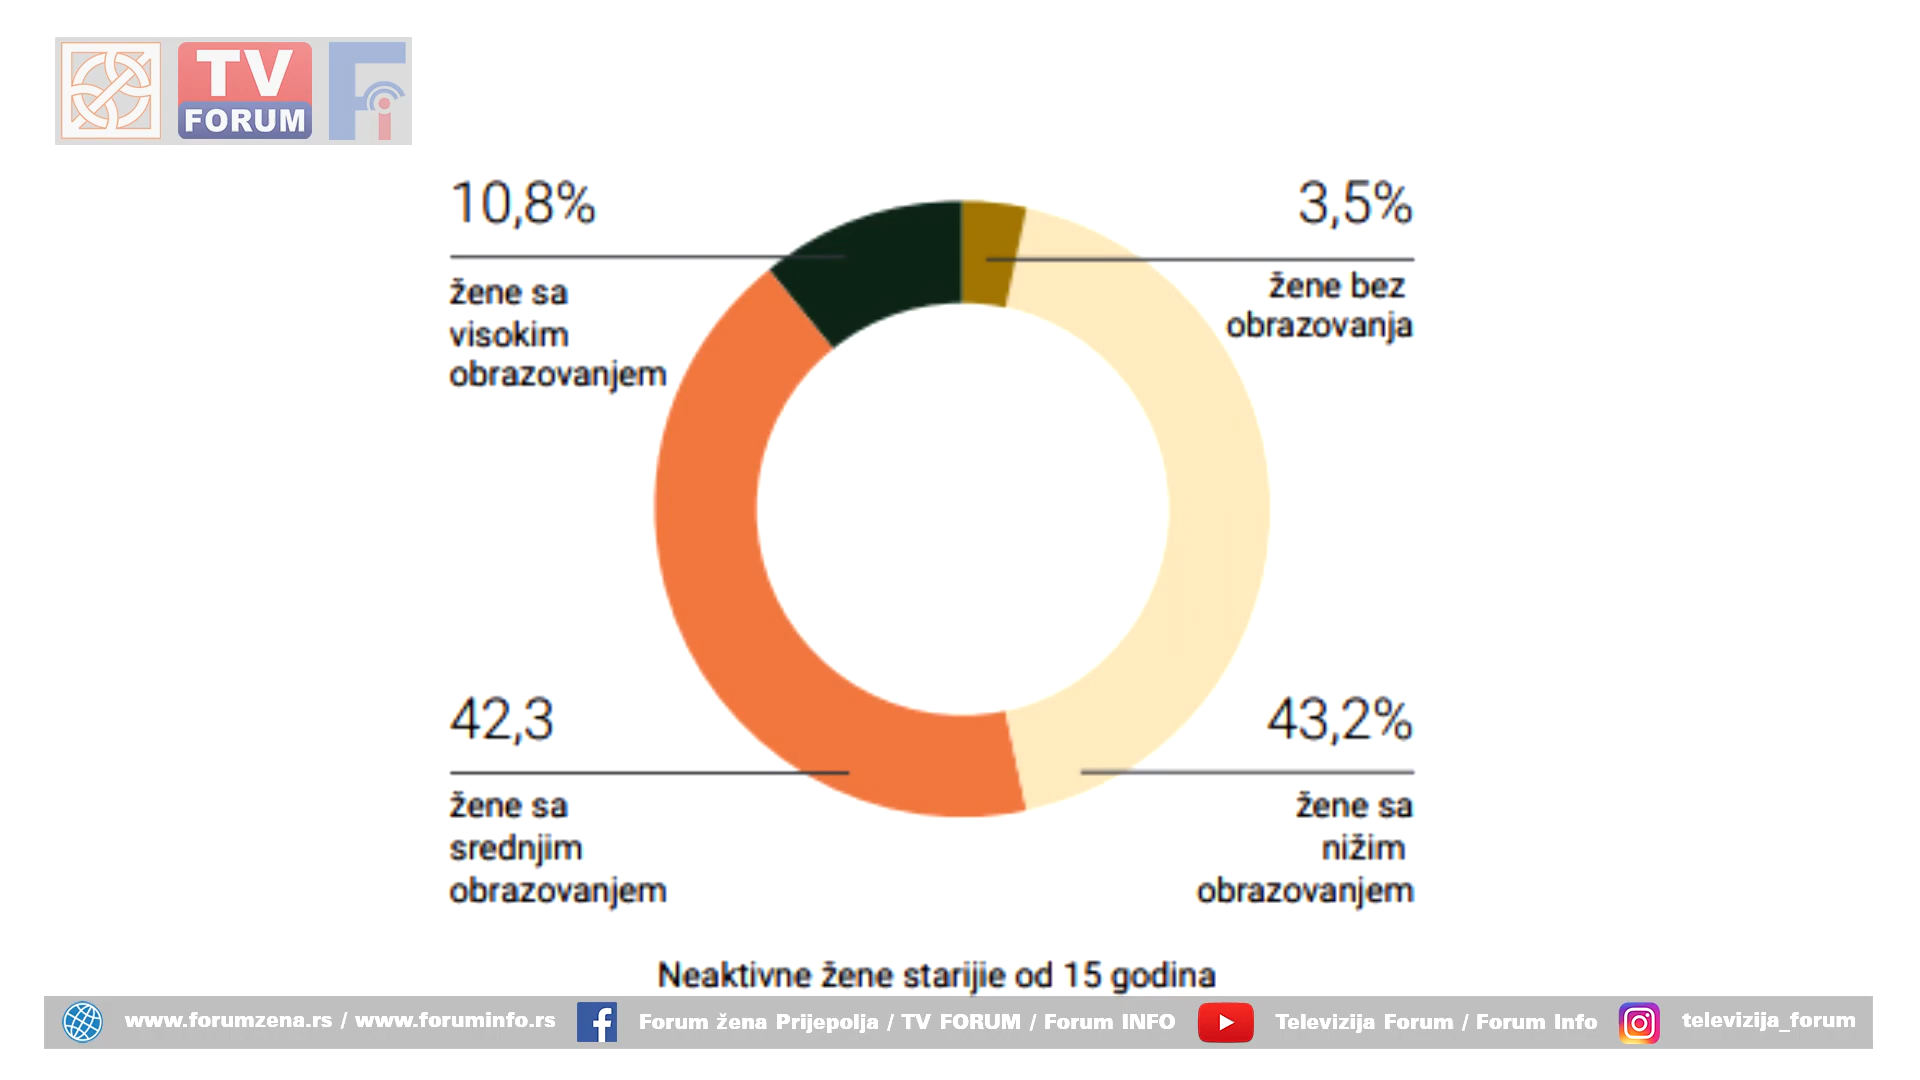 TV
FORUM
Fi
10,8%
žene sa
visokim
obrazovanjem
3,5%
žene bez
obrazovanja
42,3
žene sa
srednjim
obrazovanjem
43,2%
žene sa
nižim
obrazovanjem
Neaktivne žene starijie od 15 godina
www.forumzena.rs / www.foruminfo.rs
Forum žena Prijepolja / TV FORUM / Forum INFO
Televizija Forum / Forum Info
televizija_forum